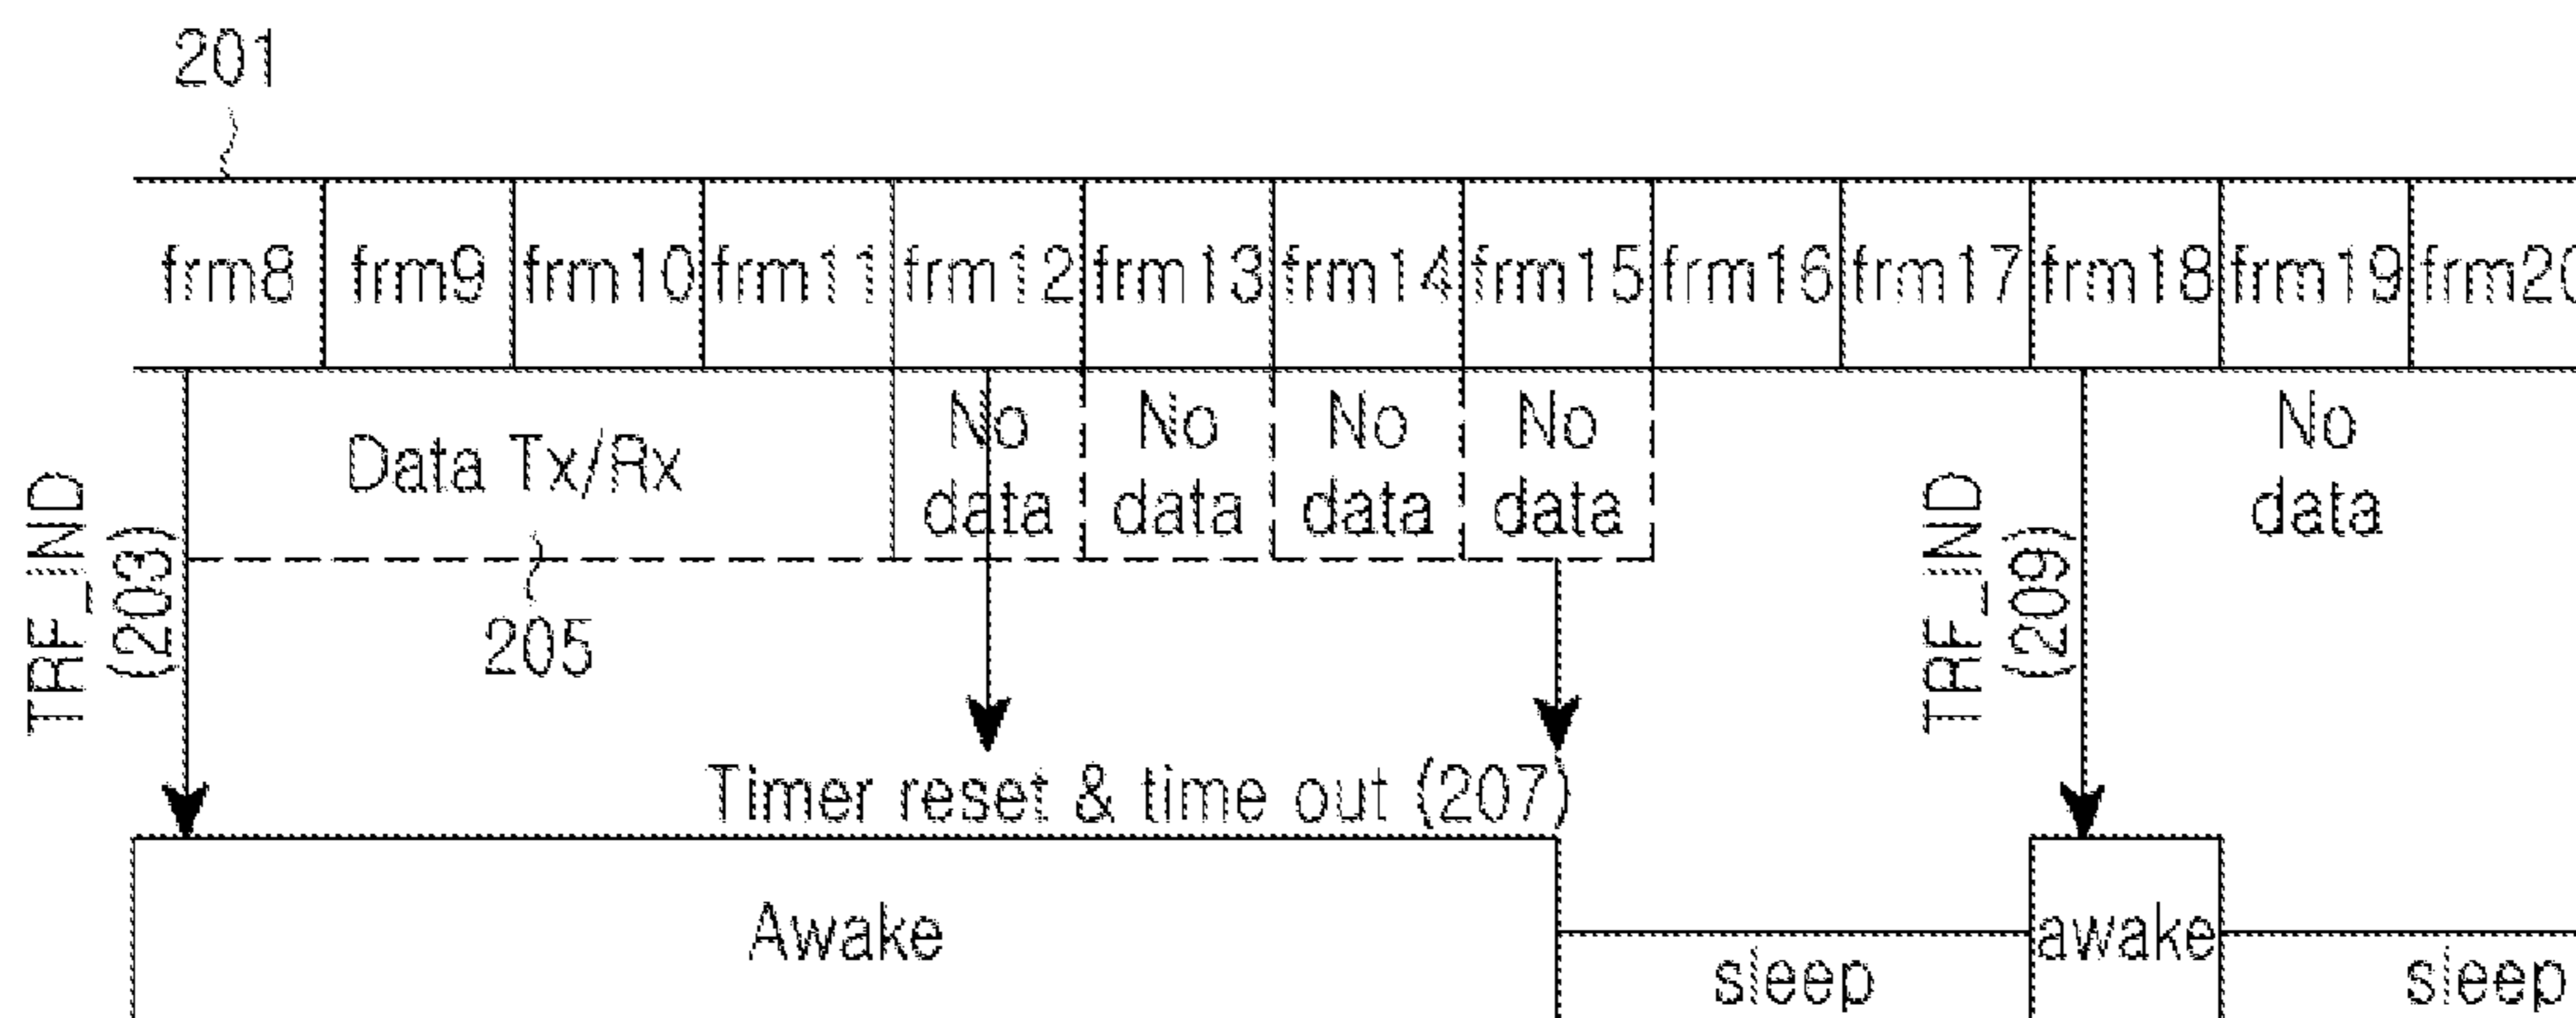 201
frm8 frm9 frm10 frm11 frm12 frm13 frm14 frm15 frm16 frm17 frm18 frm19
No No No No No
Data Tx/Rx
data data data data data
TRF_IND
(203)
TRF_IND
(209)
205
Timer reset & time out (207)
Awake
awake
sleep
sleep